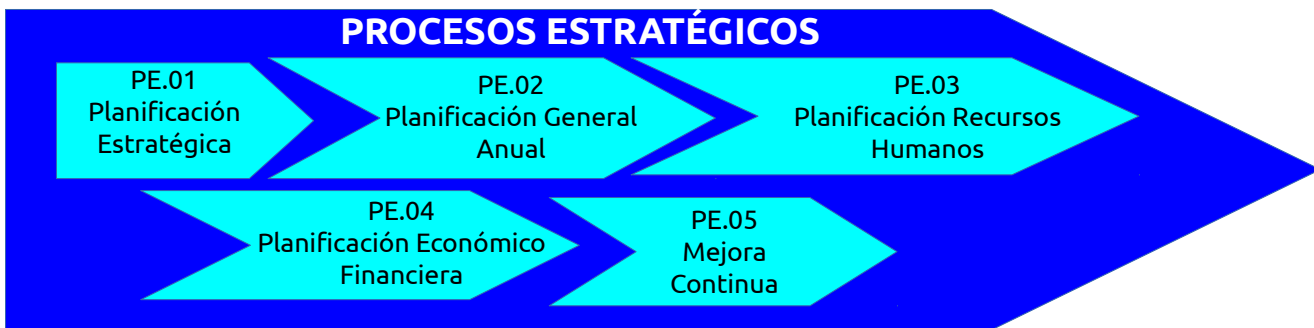 PROCESOS ESTRATÉGICOS
PE.01
Planificación
Estratégica
PE.02
Planificación General
Anual
PE.03
Planificación Recursos
Humanos
PE.04
Planificación Económico
Financiera
PE.05
Mejora
Continua